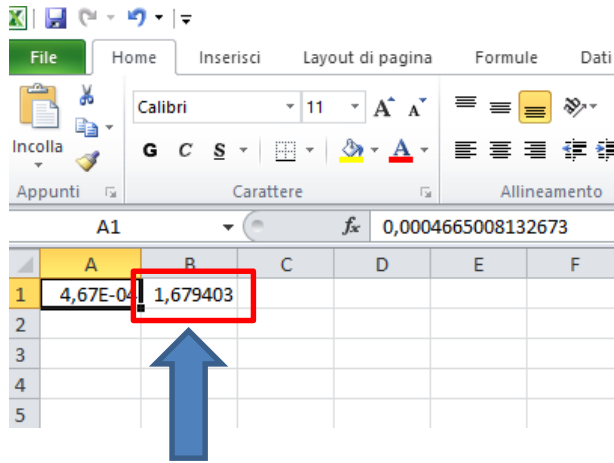 File Home Inserisci Layout di pagina Formule Dati
Calibri 11 A A
Incolla G C S A
Appunti Carattere Allineamento
A1 fx 0,0004665008132673
A B C D E F
1 4,67E-04 1,679403
2
3
4
5